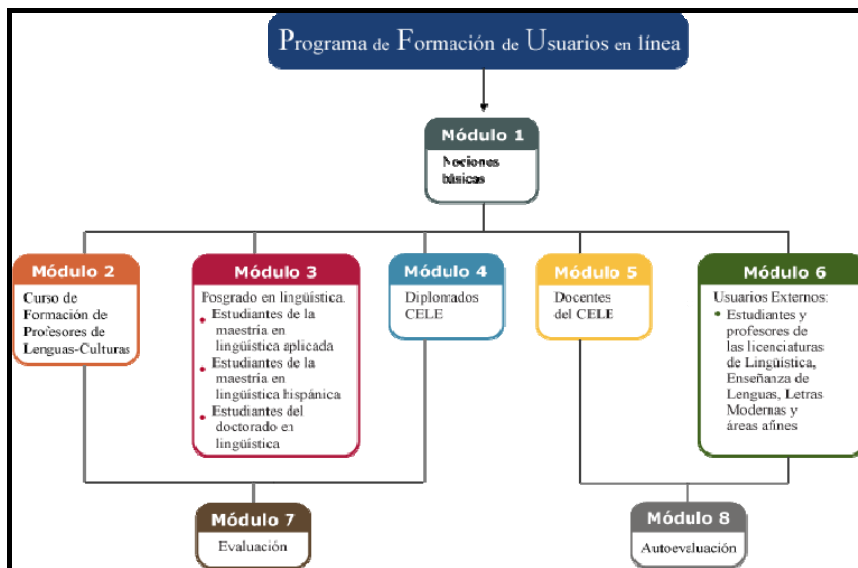 Programa de Formación de Usuarios en línea
Módulo 1
Nociones
básicas
Módulo 2
Curso de
Formación de
Profesores de
Lenguas-Culturas
Módulo 3
Posgrado en lingüística.
Estudiantes de la
maestría en
lingüística aplicada
Estudiantes de la
maestría en
lingüística hispánica
Estudiantes del
doctorado en
lingüística
Módulo 4
Diplomados
CELE
Módulo 5
Docentes
del CELE
Módulo 6
Usuarios Externos:
Estudiantes y
profesores de
las licenciaturas
de Lingüística,
Enseñanza de
Lenguas, Letras
Modernas y
áreas afines
Módulo 7
Evaluación
Módulo 8
Autoevaluación